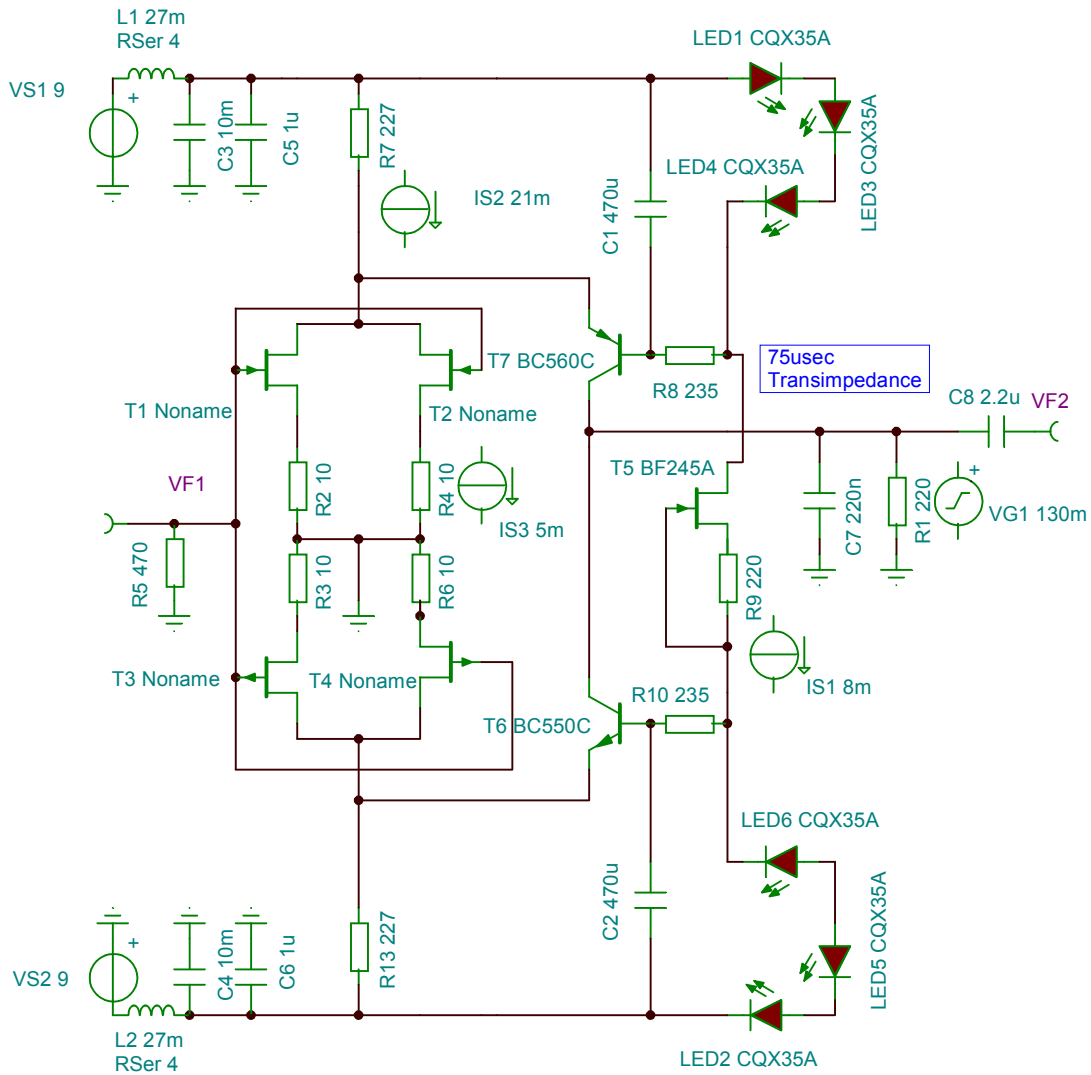 L1 27m
RSer 4
VS1 9
C3 10m
C5 1u
R7 227
IS2 21m
C1 470u
LED1 CQX35A
LED3 CQX35A
LED4 CQX35A
T7 BC560C
R8 235
75usec
Transimpedance
C8 2.2u
VF2
T1 Noname
T2 Noname
VF1
R2 10
R4 10
IS3 5m
T5 BF245A
C7 220n
R1 220
VG1 130m
R5 470
R3 10
R6 10
R9 220
IS1 8m
T3 Noname
T4 Noname
T6 BC550C
R10 235
LED6 CQX35A
C2 470u
LED5 CQX35A
VS2 9
C4 10m
C6 1u
R13 227
L2 27m
RSer 4
LED2 CQX35A
+
+
+